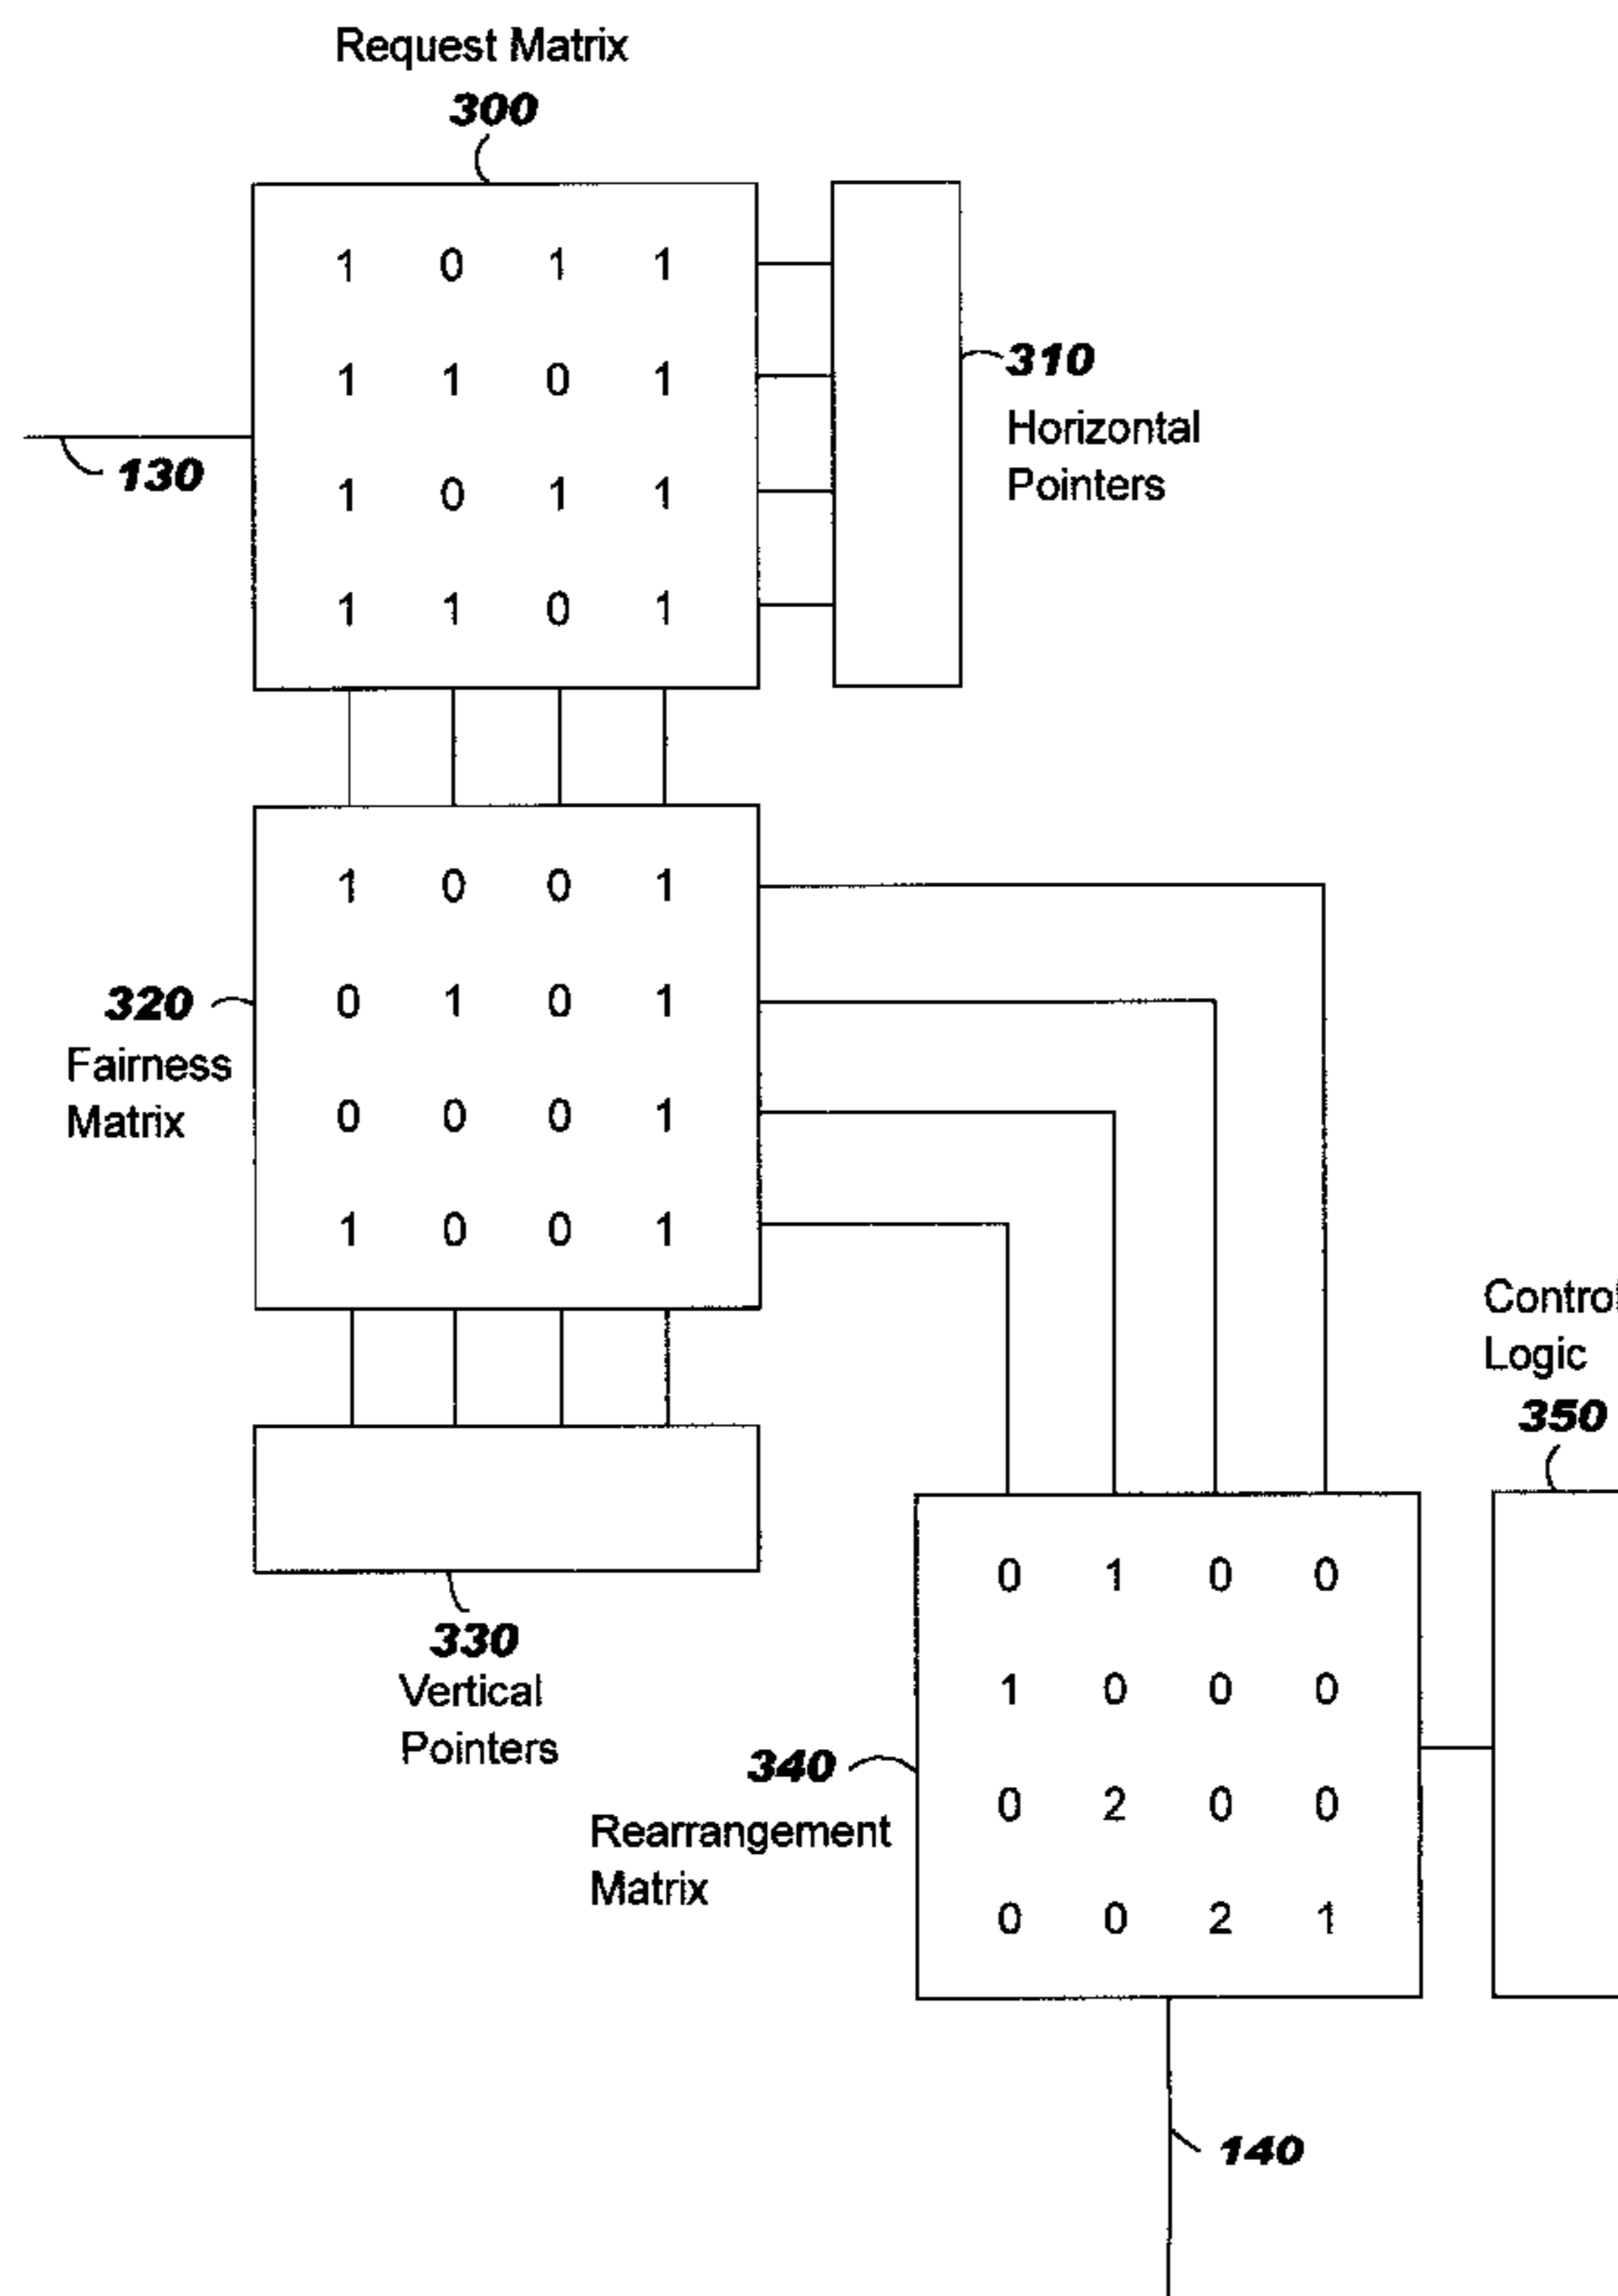 Request Matrix
300
1 0 1 1
1 1 0 1
1 0 1 1
1 1 0 1
130
310
Horizontal
Pointers
1 0 0 1
0 1 0 1
0 0 0 1
1 0 0 1
320
Fairness
Matrix
330
Vertical
Pointers
Control
Logic
350
0 1 0 0
1 0 0 0
0 2 0 0
0 0 2 1
340
Rearrangement
Matrix
140